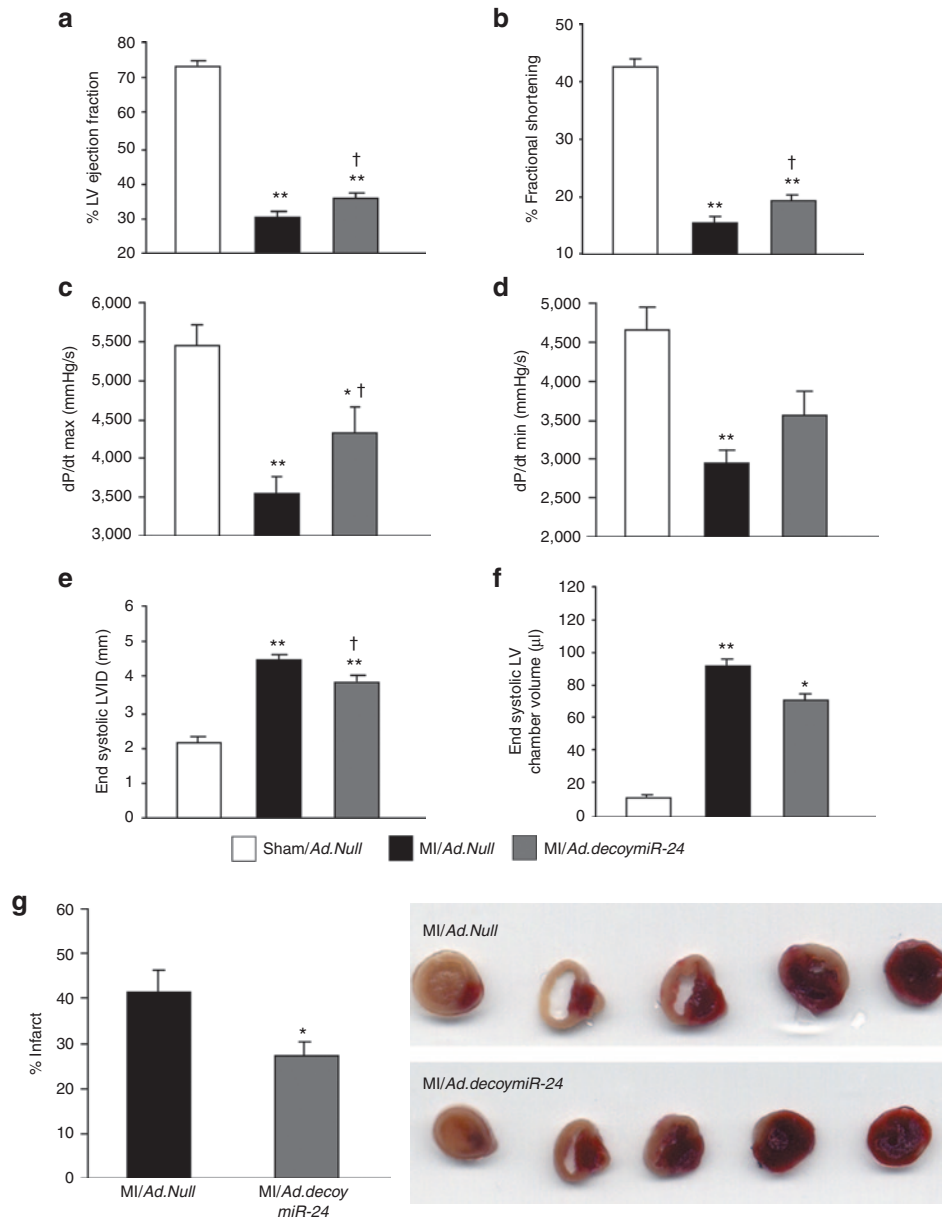 a
% LV ejection fraction
80
70
60
50
40
30
20
**
†
**
b
% Fractional shortening
50
40
30
20
10
**
†
**
c
dP/dt max (mmHg/s)
6,000
5,500
5,000
4,500
4,000
3,500
3,000
**
* †
d
dP/dt min (mmHg/s)
5,000
4,500
4,000
3,500
3,000
2,500
2,000
**
e
End systolic LVID (mm)
6
5
4
3
2
1
0
**
†
**
f
End systolic LV
chamber volume (µl)
120
100
80
60
40
20
0
**
*
Sham/Ad.Null MI/Ad.Null MI/Ad.decoymiR-24
g
% Infarct
60
50
40
30
20
10
0
*
MI/Ad.Null
MI/Ad.decoy
miR-24
MI/Ad.Null
MI/Ad.decoymiR-24